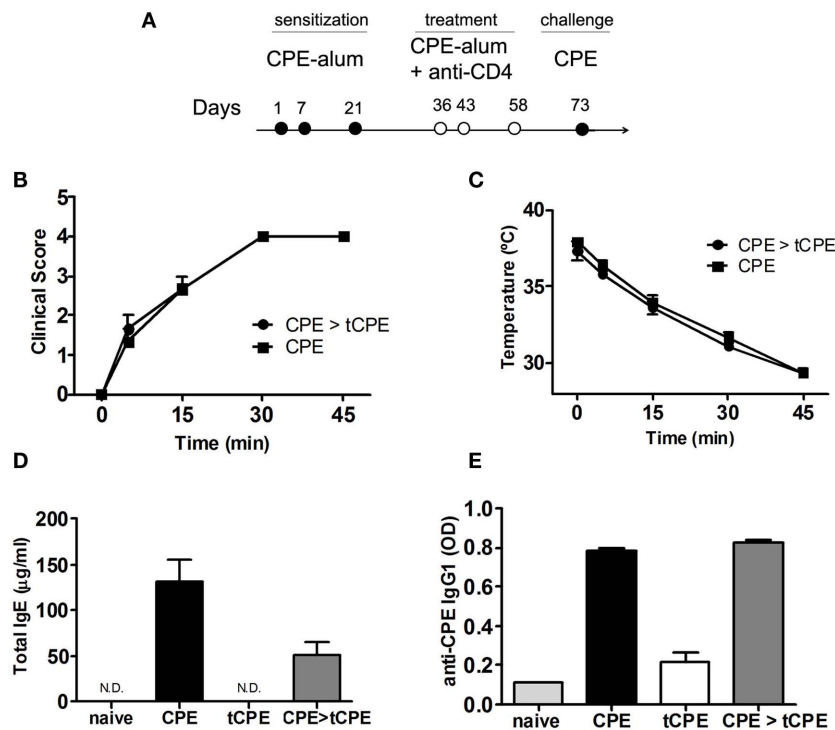 A
sensitization treatment challenge
CPE-alum CPE-alum + anti-CD4 CPE
Days 1 7 21 36 43 58 73
B
Clinical Score
5
4
3
2
1
0
CPE > tCPE
CPE
0 15 30 45
Time (min)
C
Temperature (ºC)
40
35
30
CPE > tCPE
CPE
0 15 30 45
Time (min)
D
Total IgE (µg/ml)
200
150
100
50
0
N.D. N.D.
naive CPE tCPE CPE>tCPE
E
anti-CPE IgG1 (OD)
1.0
0.8
0.6
0.4
0.2
0.0
naive CPE tCPE CPE > tCPE